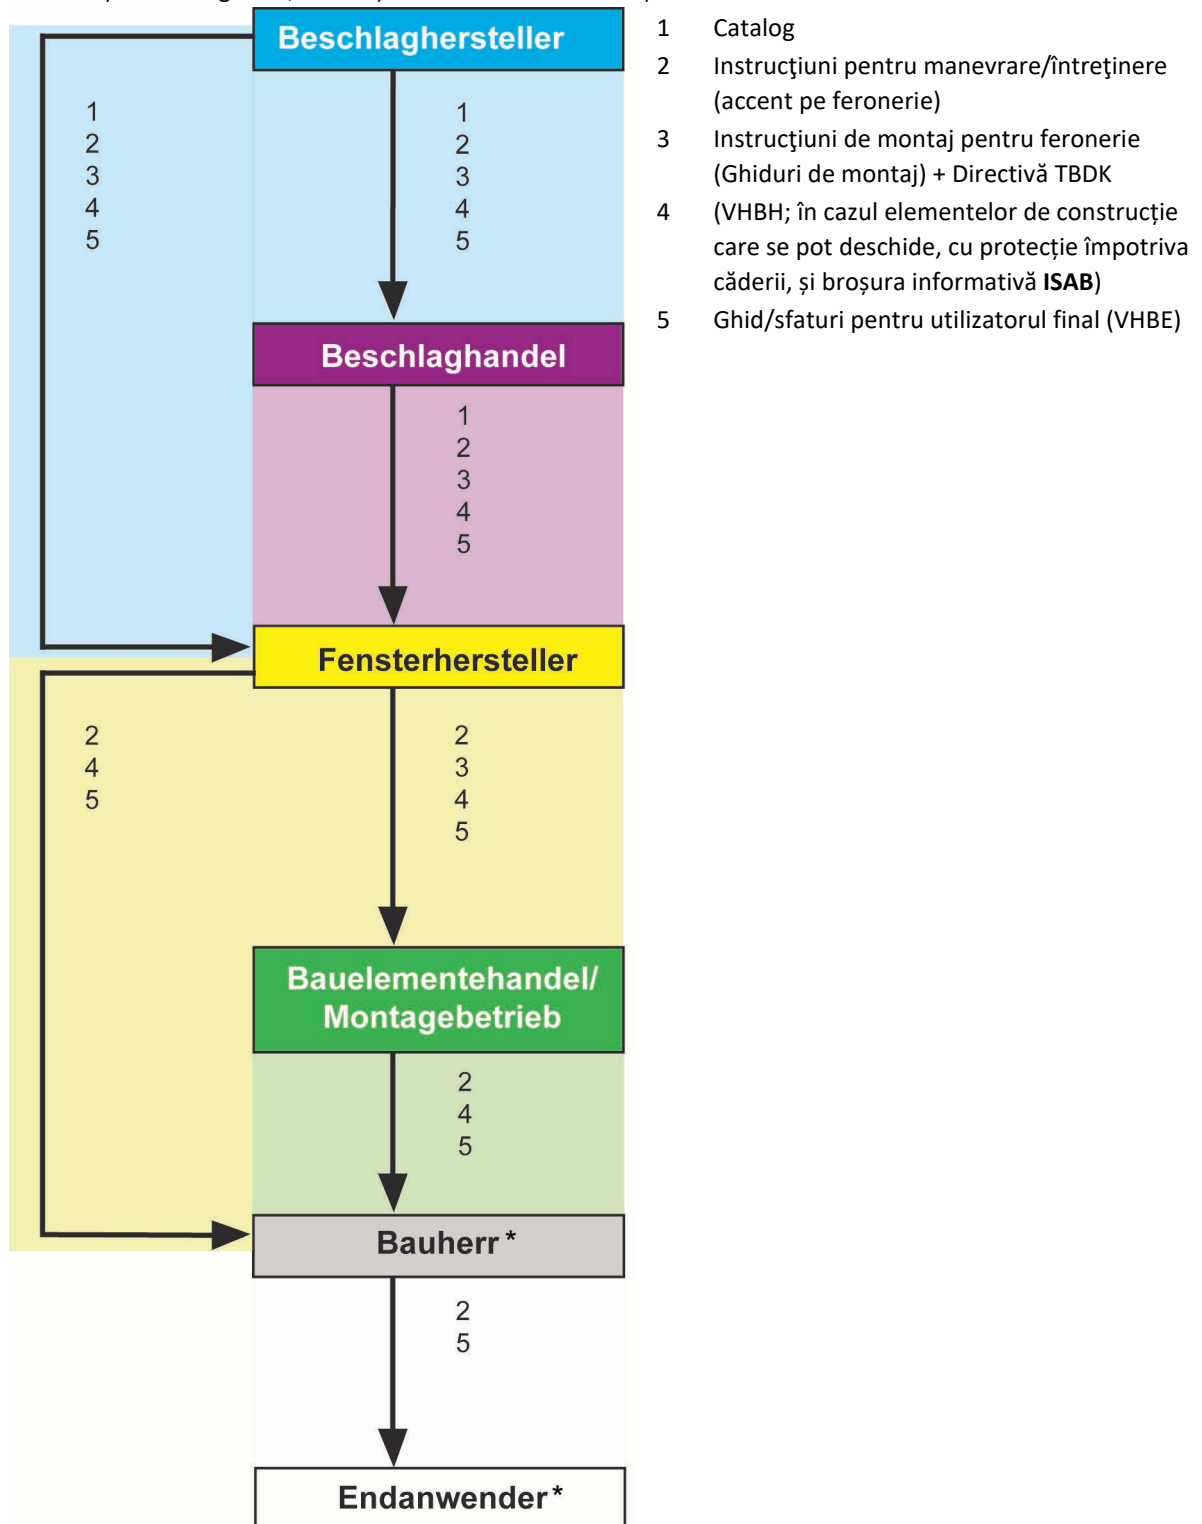 Beschlaghersteller
1
2
3
4
5
1
2
3
4
5
Beschlaghandel
1
2
3
4
5
Fensterhersteller
2
4
5
2
3
4
5
Bauelementehandel/
Montagebetrieb
2
4
5
Bauherr *
2
5
Endanwender *
1 Catalog
2 Instrucţiuni pentru manevrare/întreţinere
(accent pe feronerie)
3 Instrucţiuni de montaj pentru feronerie
(Ghiduri de montaj) + Directivă TBDK
4 (VHBH; în cazul elementelor de construcție
care se pot deschide, cu protecție împotriva
căderii, și broșura informativă ISAB)
5 Ghid/sfaturi pentru utilizatorul final (VHBE)